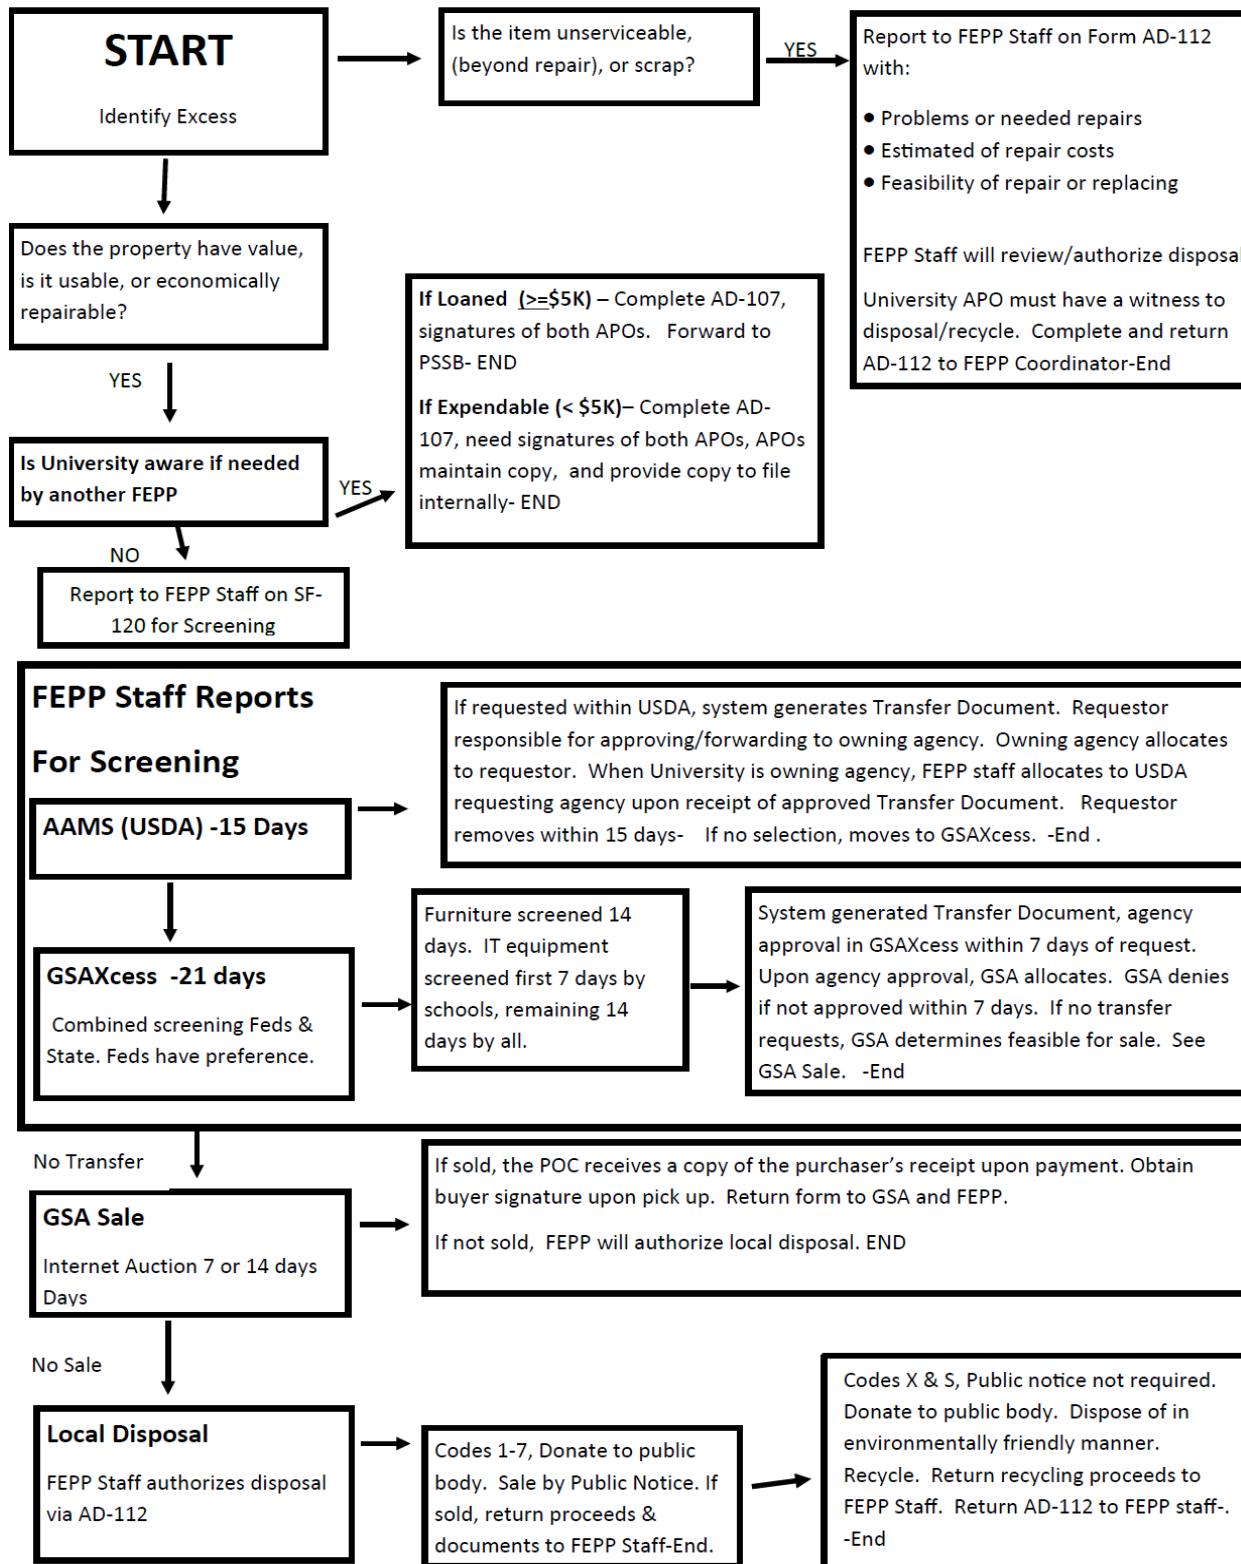 START
Identify Excess
Is the item unserviceable,
(beyond repair), or scrap?
YES
Report to FEPP Staff on Form AD-112
with:
• Problems or needed repairs
• Estimated of repair costs
• Feasibility of repair or replacing
FEPP Staff will review/authorize disposal
University APO must have a witness to
disposal/recycle. Complete and return
AD-112 to FEPP Coordinator-End
Does the property have value,
is it usable, or economically
repairable?
YES
Is University aware if needed
by another FEPP
YES
If Loaned (>=$5K) – Complete AD-107,
signatures of both APOs. Forward to
PSSB- END
If Expendable (< $5K)– Complete AD-
107, need signatures of both APOs, APOs
maintain copy, and provide copy to file
internally- END
NO
Report to FEPP Staff on SF-
120 for Screening
FEPP Staff Reports
For Screening
AAMS (USDA) -15 Days
If requested within USDA, system generates Transfer Document. Requestor
responsible for approving/forwarding to owning agency. Owning agency allocates
to requestor. When University is owning agency, FEPP staff allocates to USDA
requesting agency upon receipt of approved Transfer Document. Requestor
removes within 15 days- If no selection, moves to GSAXcess. -End .
GSAXcess -21 days
Combined screening Feds &
State. Feds have preference.
Furniture screened 14
days. IT equipment
screened first 7 days by
schools, remaining 14
days by all.
System generated Transfer Document, agency
approval in GSAXcess within 7 days of request.
Upon agency approval, GSA allocates. GSA denies
if not approved within 7 days. If no transfer
requests, GSA determines feasible for sale. See
GSA Sale. -End
No Transfer
GSA Sale
Internet Auction 7 or 14 days
Days
If sold, the POC receives a copy of the purchaser's receipt upon payment. Obtain
buyer signature upon pick up. Return form to GSA and FEPP.
If not sold, FEPP will authorize local disposal. END
No Sale
Local Disposal
FEPP Staff authorizes disposal
via AD-112
Codes 1-7, Donate to public
body. Sale by Public Notice. If
sold, return proceeds &
documents to FEPP Staff-End.
Codes X & S, Public notice not required.
Donate to public body. Dispose of in
environmentally friendly manner.
Recycle. Return recycling proceeds to
FEPP Staff. Return AD-112 to FEPP staff-.
-End